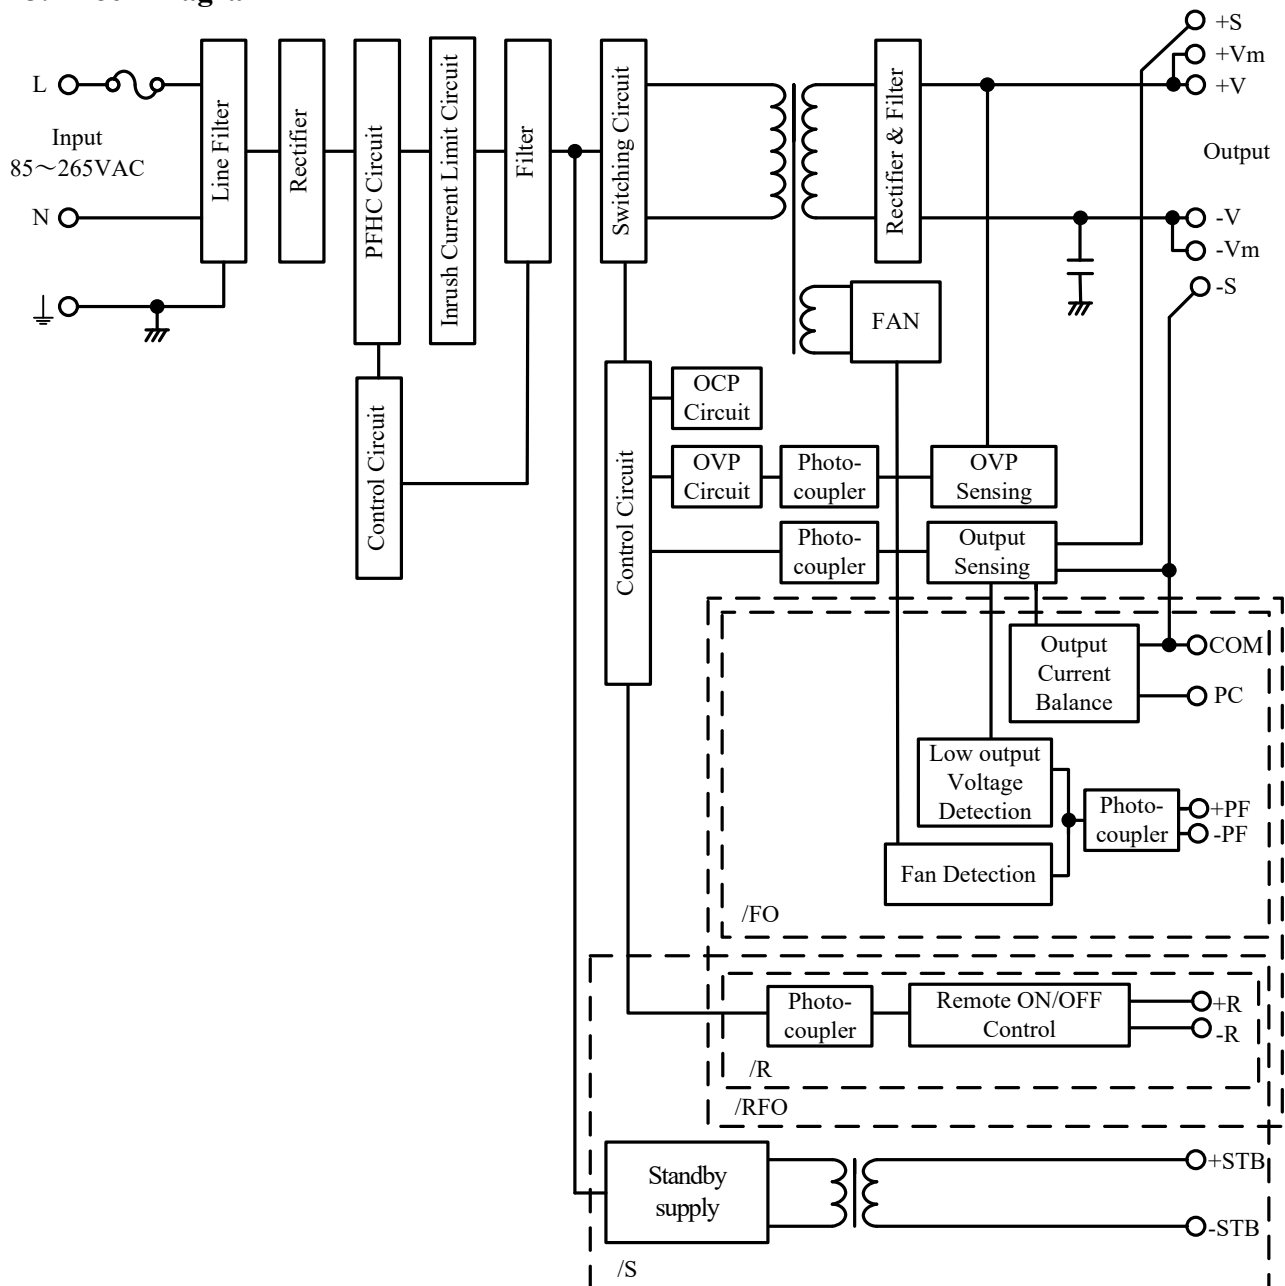 +S
+Vm
+V
L
Input
85～265VAC
N
Line Filter
Rectifier
PFHC Circuit
Inrush Current Limit Circuit
Filter
Switching Circuit
Rectifier & Filter
Output
-V
-Vm
-S
FAN
Control Circuit
Control Circuit
OCP
Circuit
OVP
Circuit
Photo-
coupler
OVP
Sensing
Photo-
coupler
Output
Sensing
Output
Current
Balance
COM
PC
Low output
Voltage
Detection
Photo-
coupler
+PF
-PF
Fan Detection
/FO
Photo-
coupler
Remote ON/OFF
Control
+R
-R
/R
/RFO
Standby
supply
+STB
-STB
/S